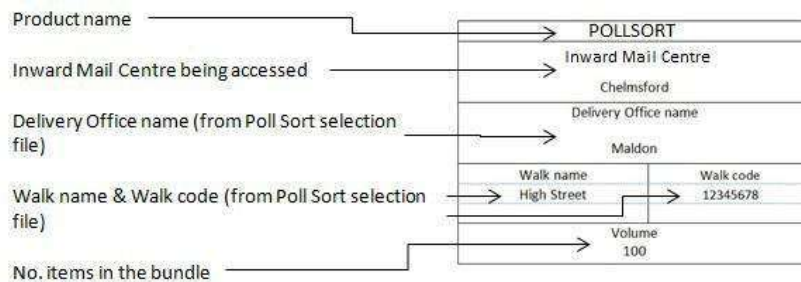 Product name
Inward Mail Centre being accessed
Delivery Office name (from Poll Sort selection
file)
Walk name & Walk code (from Poll Sort selection
file)
No. items in the bundle
POLLSORT
Inward Mail Centre
Chelmsford
Delivery Office name
Maldon
Walk name
Walk code
High Street
12345678
Volume
100